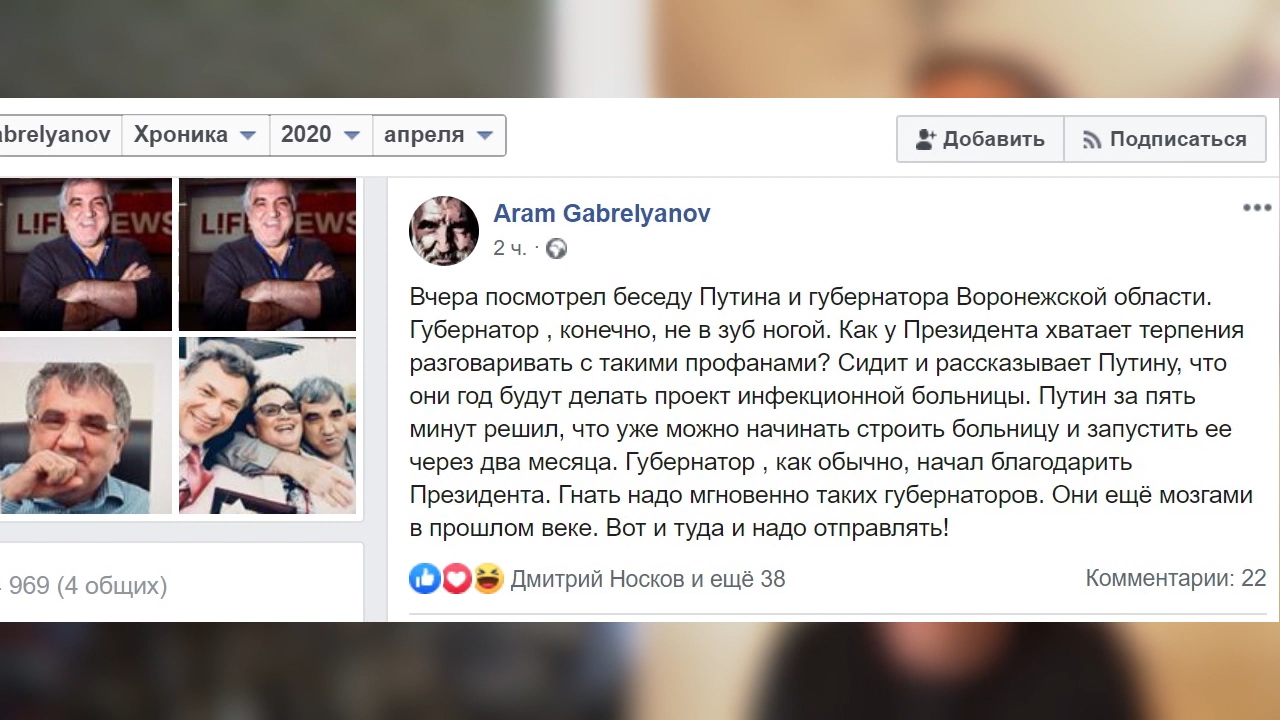 abrelyanov Хроника 2020 апреля
Добавить Подписаться
Aram Gabrelyanov
2 ч.
L!FE NEWS
L!FE NEWS
Вчера посмотрел беседу Путина и губернатора Воронежской области.
Губернатор , конечно, не в зуб ногой. Как у Президента хватает терпения
разговаривать с такими профанами? Сидит и рассказывает Путину, что
они год будут делать проект инфекционной больницы. Путин за пять
минут решил, что уже можно начинать строить больницу и запустить ее
через два месяца. Губернатор , как обычно, начал благодарить
Президента. Гнать надо мгновенно таких губернаторов. Они ещё мозгами
в прошлом веке. Вот и туда и надо отправлять!
Дмитрий Носков и ещё 38
Комментарии: 22
969 (4 общих)